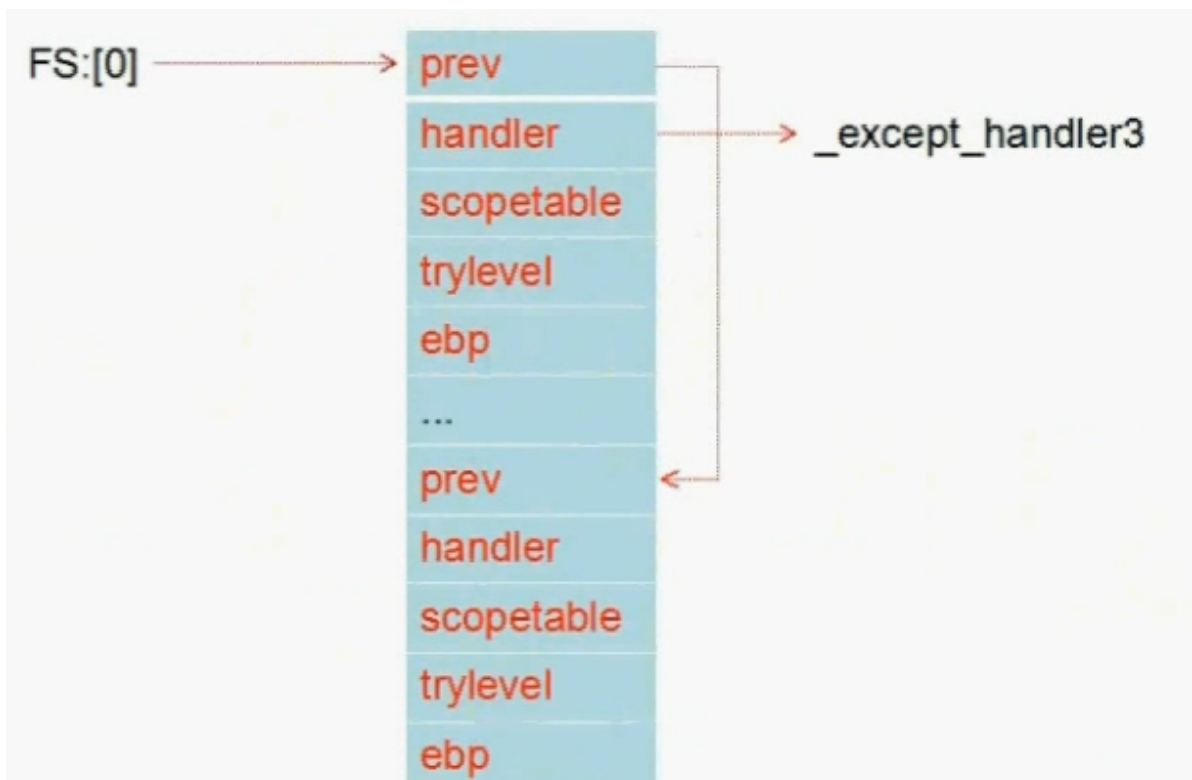 FS:[0]
prev
handler
_except_handler3
scopetable
trylevel
ebp
...
prev
handler
scopetable
trylevel
ebp